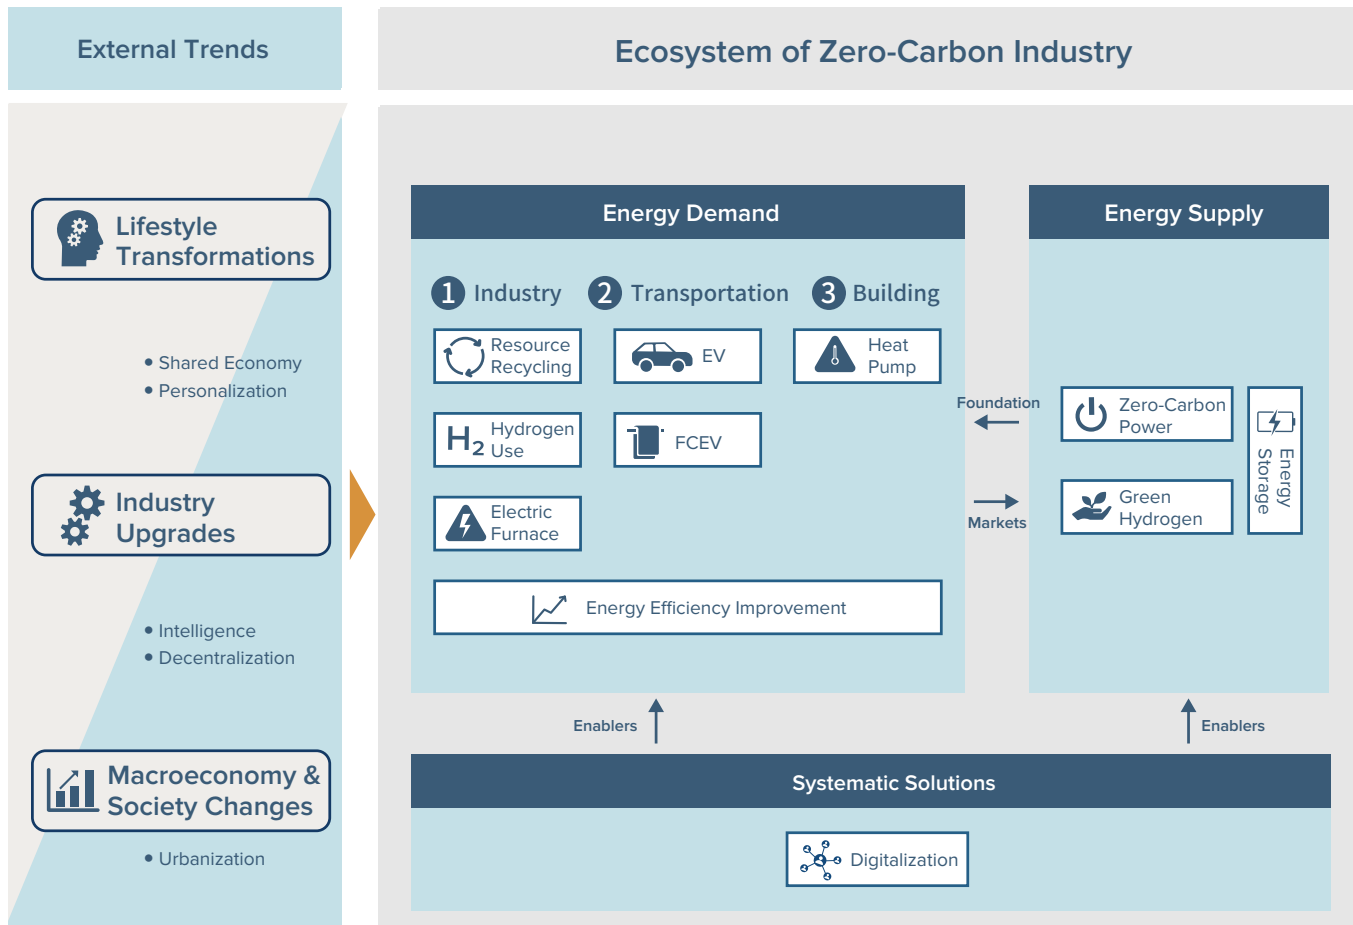 External Trends
Ecosystem of Zero-Carbon Industry
Lifestyle
Transformations
• Shared Economy
• Personalization
Industry
Upgrades
• Intelligence
• Decentralization
Macroeconomy &
Society Changes
• Urbanization
Energy Demand
1 Industry
2 Transportation
3 Building
Resource
Recycling
EV
Heat
Pump
H2 Hydrogen
Use
FCEV
Electric
Furnace
Energy Efficiency Improvement
Foundation
Markets
Energy Supply
Zero-Carbon
Power
Green
Hydrogen
Energy
Storage
Enablers
Enablers
Systematic Solutions
Digitalization